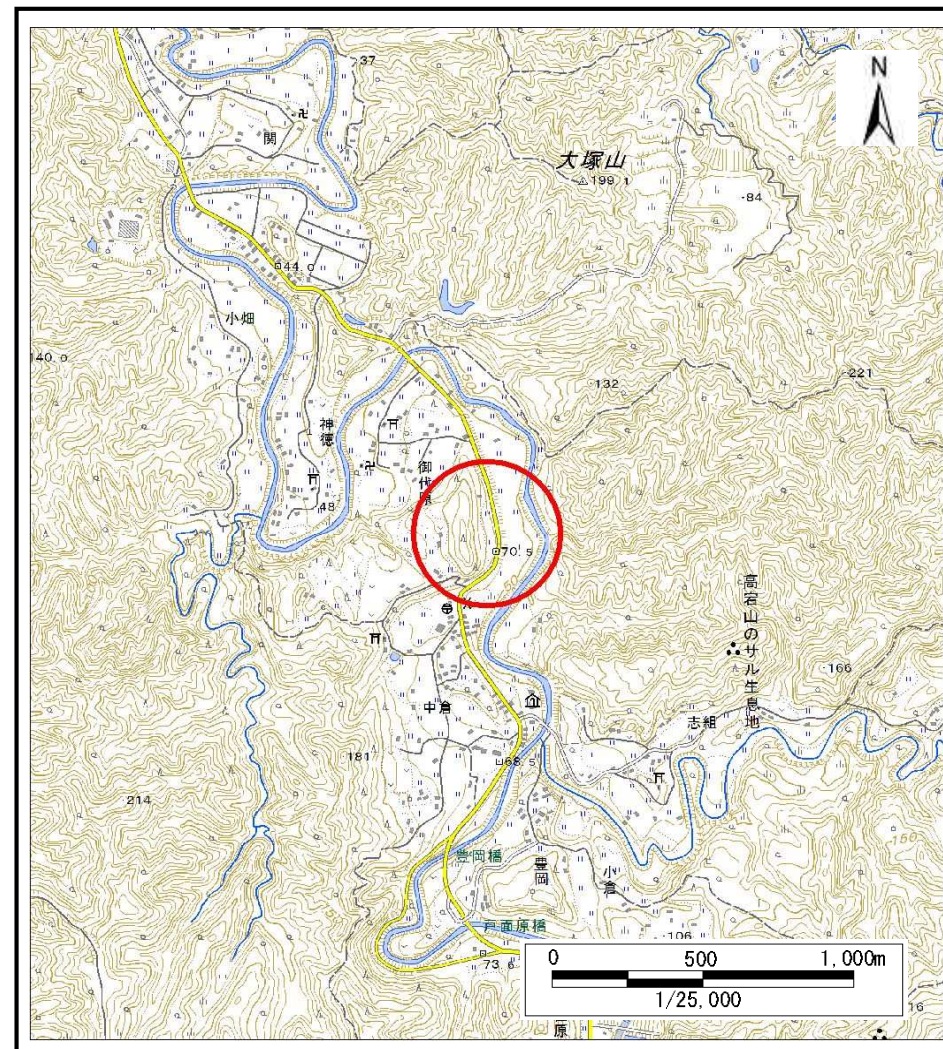 N
37
関
大塚山
199.1
84
44.0
小畑
140.0
132
221
神徳
御代原
48
70.5
高宕山のサル生息地
166
志組
中倉
181
68.5
214
豊岡橋
豊岡
小倉
戸面原橋
106
73.6
0 500 1,000m
1/25,000
16
原